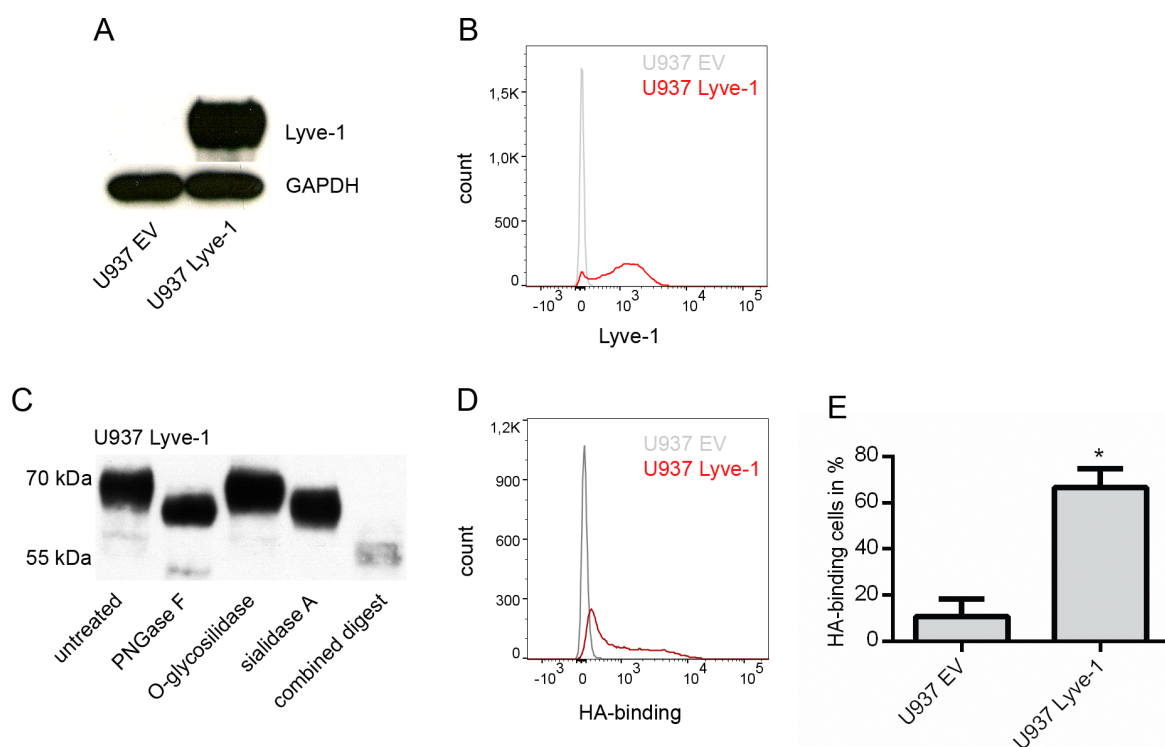 A
Lyve-1
GAPDH
U937 EV
U937 Lyve-1
B
U937 EV
U937 Lyve-1
1,5K
1,0K
500
0
count
-10³ 0 10³ 10⁴ 10⁵
Lyve-1
C
U937 Lyve-1
70 kDa
55 kDa
untreated
PNGase F
O-glycosilidase
sialidase A
combined digest
D
U937 EV
U937 Lyve-1
1,2K
900
600
300
0
count
-10³ 0 10³ 10⁴ 10⁵
HA-binding
E
HA-binding cells in %
80
60
40
20
0
*
U937 EV
U937 Lyve-1